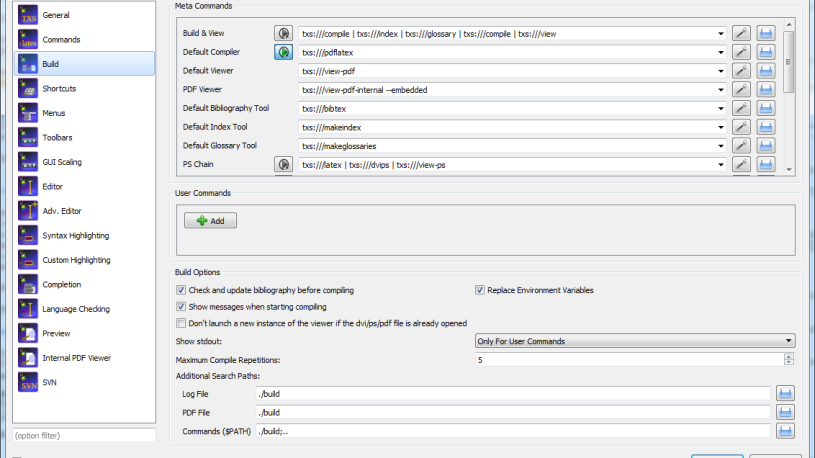 Meta Commands
General
Commands
Build
Shortcuts
Menus
Toolbars
GUI Scaling
Editor
Adv. Editor
Syntax Highlighting
Custom Highlighting
Completion
Language Checking
Preview
Internal PDF Viewer
SVN
(option filter)
Build & View txs:///compile | txs:///index | txs:///glossary | txs:///compile | txs:///view
Default Compiler txs:///pdflatex
Default Viewer txs:///view-pdf
PDF Viewer txs:///view-pdf-internal --embedded
Default Bibliography Tool txs:///bibtex
Default Index Tool txs:///makeindex
Default Glossary Tool txs:///makeglossaries
PS Chain txs:///latex | txs:///dvips | txs:///view-ps
User Commands
Add
Build Options
Check and update bibliography before compiling Replace Environment Variables
Show messages when starting compiling
Don't launch a new instance of the viewer if the dvi/ps/pdf file is already opened
Show stdout: Only For User Commands
Maximum Compile Repetitions: 5
Additional Search Paths:
Log File ./build
PDF File ./build
Commands ($PATH) ./build;..